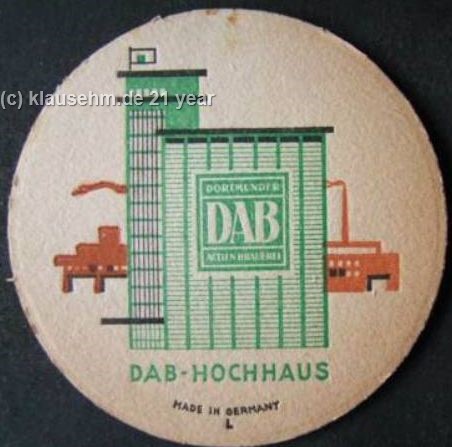 (c) klausehm.de 21 year
DORTMUNDER
DAB
ACTIEN BRAUEREI
DAB-HOCHHAUS
MADE IN GERMANY
L